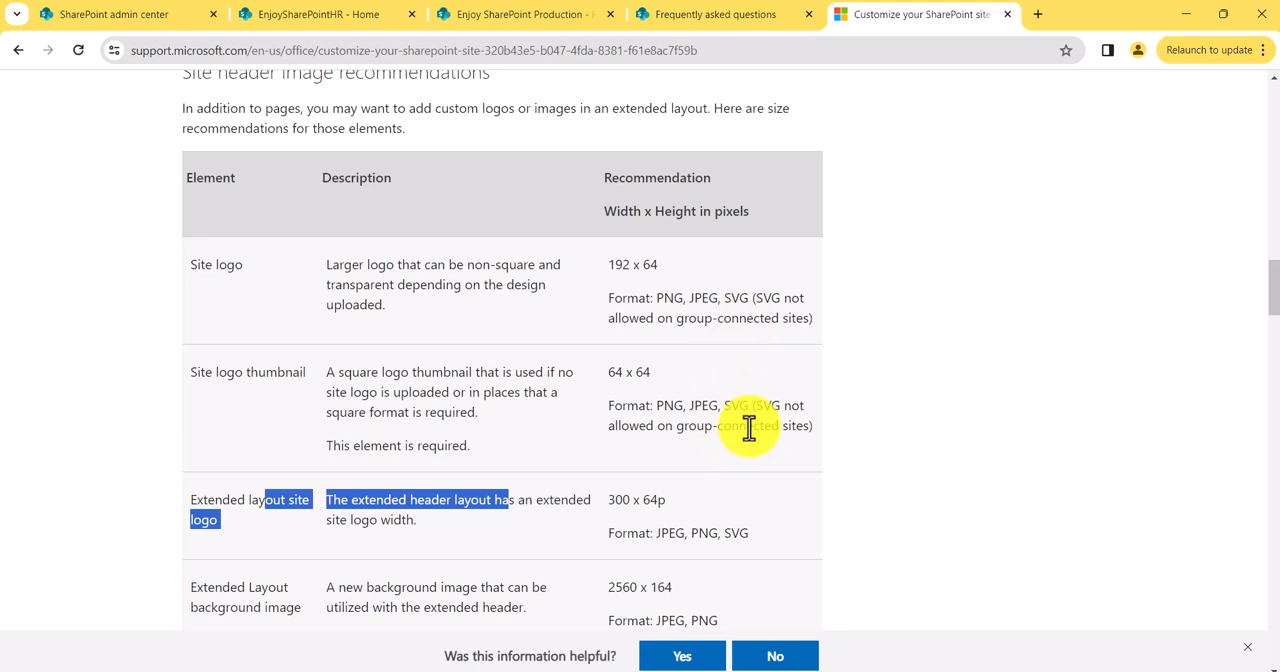 SharePoint admin center
EnjoySharePointHR - Home
Enjoy SharePoint Production - H
Frequently asked questions
Customize your SharePoint site
support.microsoft.com/en-us/office/customize-your-sharepoint-site-320b43e5-b047-4fda-8381-f61e8ac7f59b
Relaunch to update
Site header image recommendations
In addition to pages, you may want to add custom logos or images in an extended layout. Here are size
recommendations for those elements.
Element
Description
Recommendation
Width x Height in pixels
Site logo
Larger logo that can be non-square and
transparent depending on the design
uploaded.
192 x 64
Format: PNG, JPEG, SVG (SVG not
allowed on group-connected sites)
Site logo thumbnail
A square logo thumbnail that is used if no
site logo is uploaded or in places that a
square format is required.
This element is required.
64 x 64
Format: PNG, JPEG, SVG (SVG not
allowed on group-connected sites)
Extended layout site
logo
The extended header layout has an extended
site logo width.
300 x 64p
Format: JPEG, PNG, SVG
Extended Layout
background image
A new background image that can be
utilized with the extended header.
2560 x 164
Format: JPEG, PNG
Was this information helpful?
Yes
No